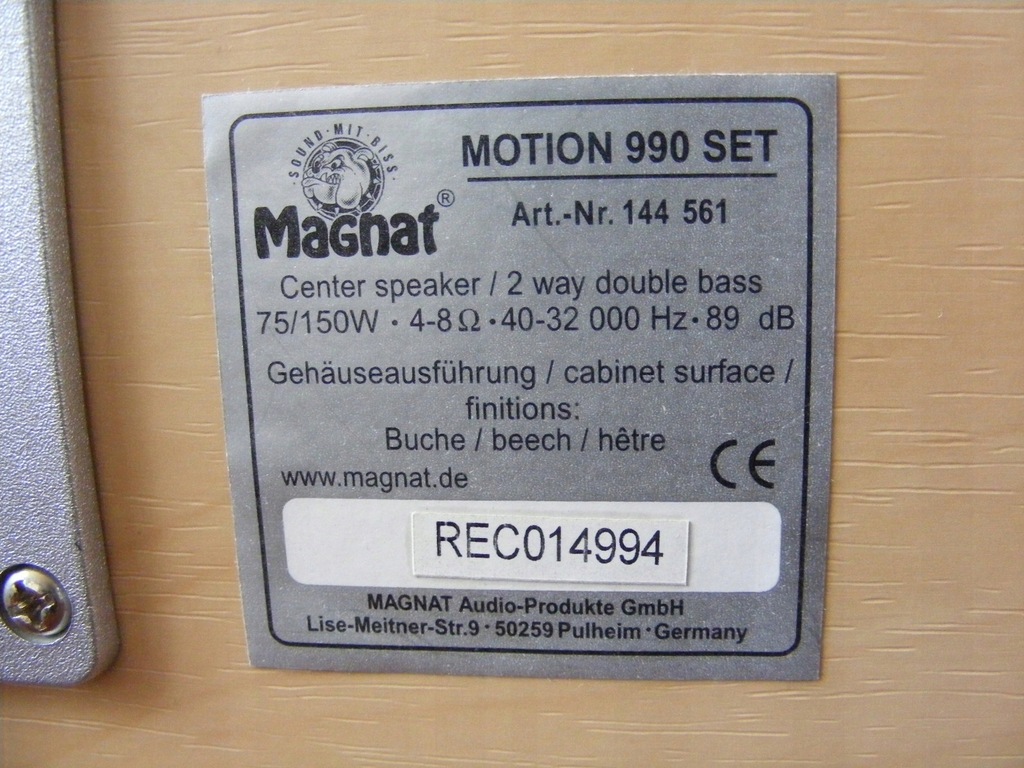 SOUND·MIT·BISS
Magnat®
MOTION 990 SET
Art.-Nr. 144 561
Center speaker / 2 way double bass
75/150W · 4-8Ω·40-32 000 Hz·89 dB
Gehäuseausführung / cabinet surface /
finitions:
Buche / beech / hêtre
www.magnat.de
CE
REC014994
MAGNAT Audio-Produkte GmbH
Lise-Meitner-Str.9·50259 Pulheim·Germany